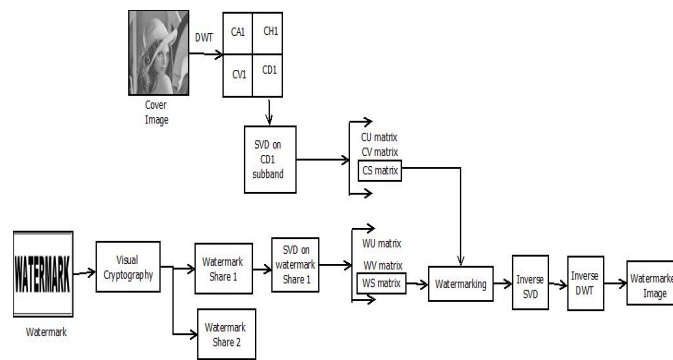 DWT
CA1
CH1
CV1
CD1
Cover
Image
SVD on
CD1
subband
CU matrix
CV matrix
CS matrix
WATERMARK
Watermark
Visual
Cryptography
Watermark
Share 1
SVD on
watermark
Share 1
WU matrix
WV matrix
WS matrix
Watermarking
Inverse
SVD
Inverse
DWT
Watermarke
Image
Watermark
Share 2